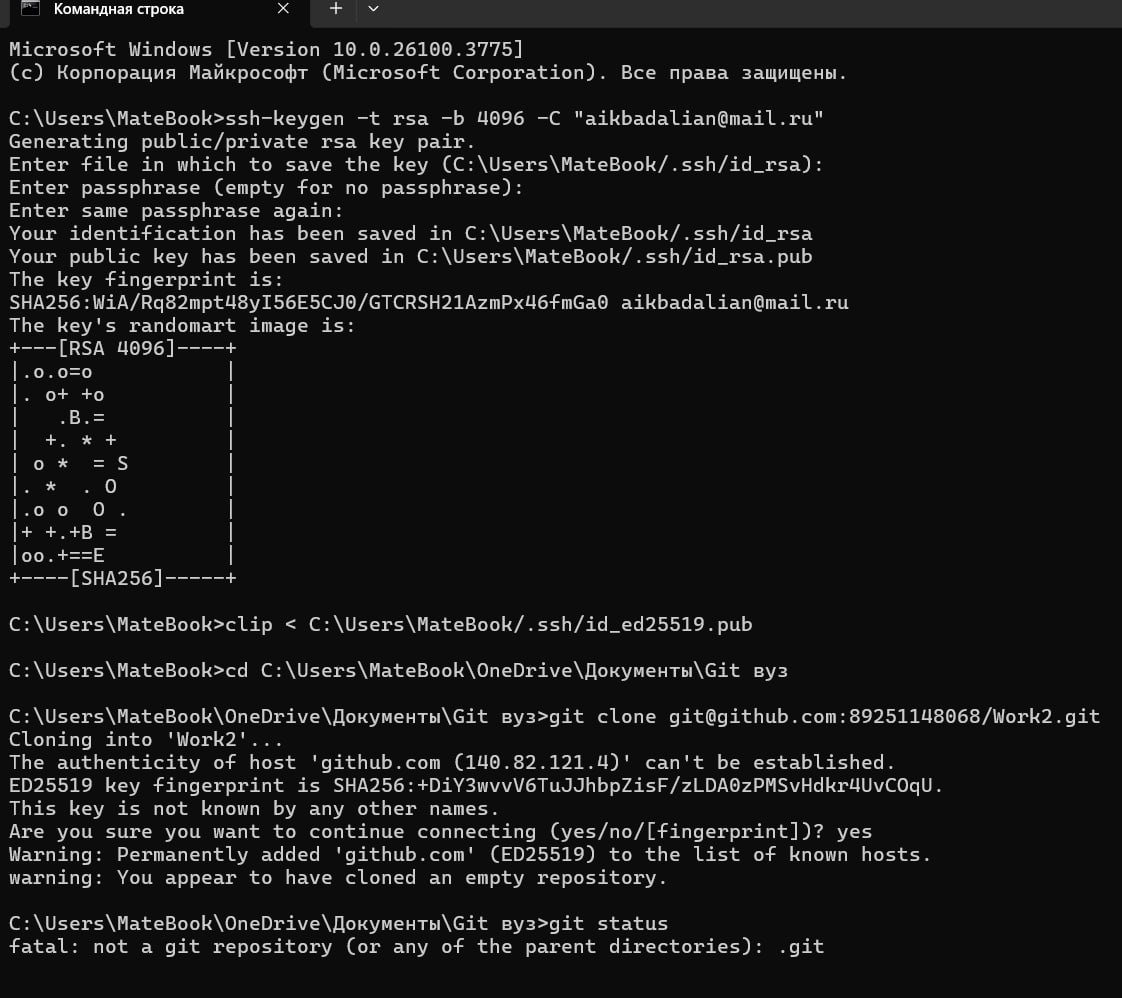 Командная строка
Microsoft Windows [Version 10.0.26100.3775]
(c) Корпорация Майкрософт (Microsoft Corporation). Все права защищены.
C:\Users\MateBook>ssh-keygen -t rsa -b 4096 -C "aikbadalian@mail.ru"
Generating public/private rsa key pair.
Enter file in which to save the key (C:\Users\MateBook/.ssh/id_rsa):
Enter passphrase (empty for no passphrase):
Enter same passphrase again:
Your identification has been saved in C:\Users\MateBook/.ssh/id_rsa
Your public key has been saved in C:\Users\MateBook/.ssh/id_rsa.pub
The key fingerprint is:
SHA256:WiA/Rq82mpt48yI56E5CJ0/GTCRSH21AzmPx46fmGa0 aikbadalian@mail.ru
The key's randomart image is:
+---[RSA 4096]----+
|.o.o=o           |
|. o+ +o          |
|    .B.=         |
|   +. * +        |
| o *  = S        |
|. *  . O         |
|.o o  O .        |
|+ +.+B =         |
|oo.+==E          |
+----[SHA256]-----+
C:\Users\MateBook>clip < C:\Users\MateBook/.ssh/id_ed25519.pub
C:\Users\MateBook>cd C:\Users\MateBook\OneDrive\Документы\Git вуз
C:\Users\MateBook\OneDrive\Документы\Git вуз>git clone git@github.com:89251148068/Work2.git
Cloning into 'Work2'...
The authenticity of host 'github.com (140.82.121.4)' can't be established.
ED25519 key fingerprint is SHA256:+DiY3wvvV6TuJJhbpZisF/zLDA0zPMSvHdkr4UvCOqU.
This key is not known by any other names.
Are you sure you want to continue connecting (yes/no/[fingerprint])? yes
Warning: Permanently added 'github.com' (ED25519) to the list of known hosts.
warning: You appear to have cloned an empty repository.
C:\Users\MateBook\OneDrive\Документы\Git вуз>git status
fatal: not a git repository (or any of the parent directories): .git